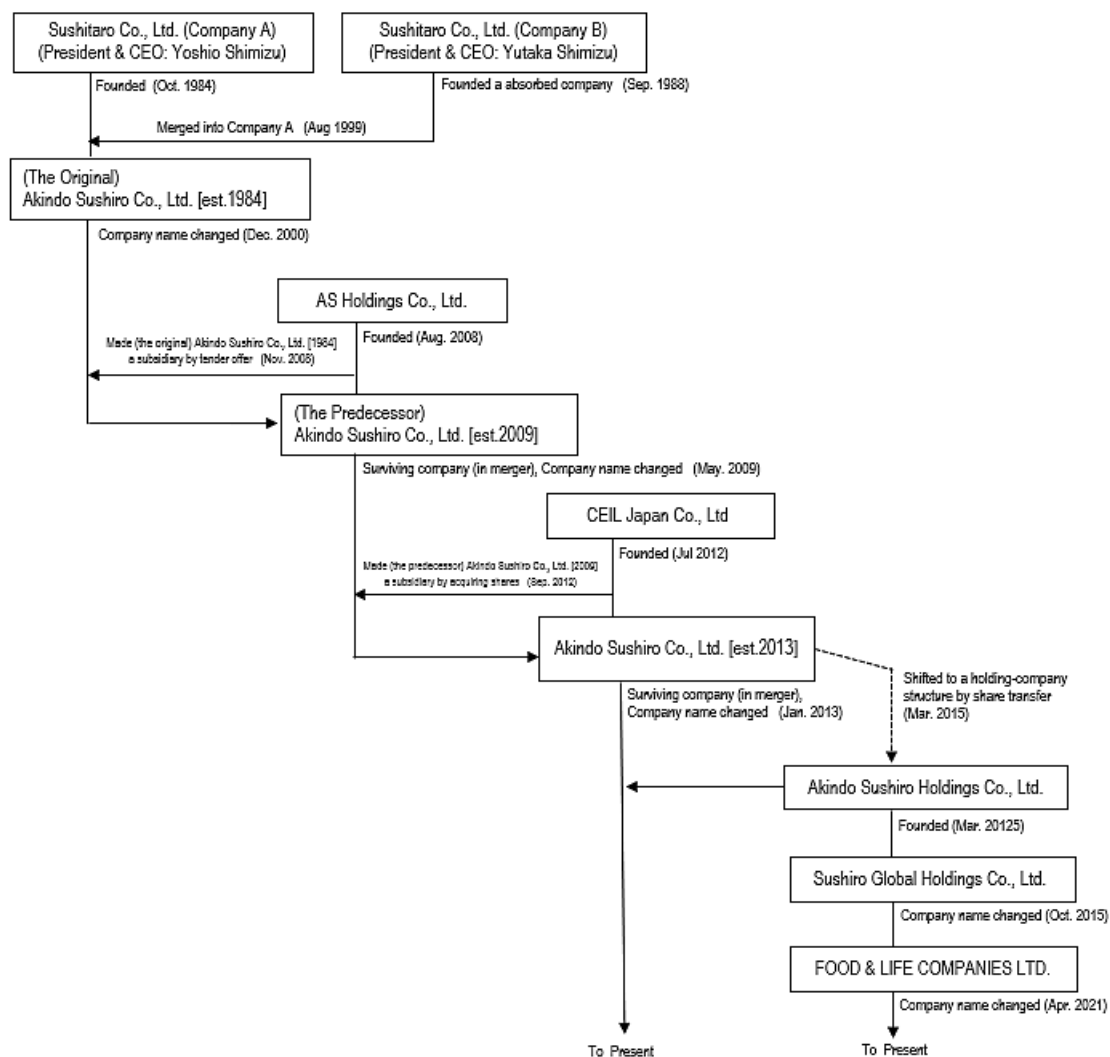 Sushitaro Co., Ltd. (Company A)
(President & CEO: Yoshio Shimizu)
Sushitaro Co., Ltd. (Company B)
(President & CEO: Yutaka Shimizu)
Founded (Oct. 1984)
Founded a absorbed company (Sep. 1988)
Merged into Company A (Aug 1999)
(The Original)
Akindo Sushiro Co., Ltd. [est.1984]
Company name changed (Dec. 2000)
AS Holdings Co., Ltd.
Founded (Aug. 2008)
Made (the original) Akindo Sushiro Co., Ltd. [1984]
a subsidiary by tender offer (Nov. 2008)
(The Predecessor)
Akindo Sushiro Co., Ltd. [est.2009]
Surviving company (in merger), Company name changed (May. 2009)
CEIL Japan Co., Ltd
Founded (Jul 2012)
Made (the predecessor) Akindo Sushiro Co., Ltd. [2009]
a subsidiary by acquiring shares (Sep. 2012)
Akindo Sushiro Co., Ltd. [est.2013]
Surviving company (in merger),
Company name changed (Jan. 2013)
Shifted to a holding-company
structure by share transfer
(Mar. 2015)
Akindo Sushiro Holdings Co., Ltd.
Founded (Mar. 20125)
Sushiro Global Holdings Co., Ltd.
Company name changed (Oct. 2015)
FOOD & LIFE COMPANIES LTD.
Company name changed (Apr. 2021)
To Present
To Present